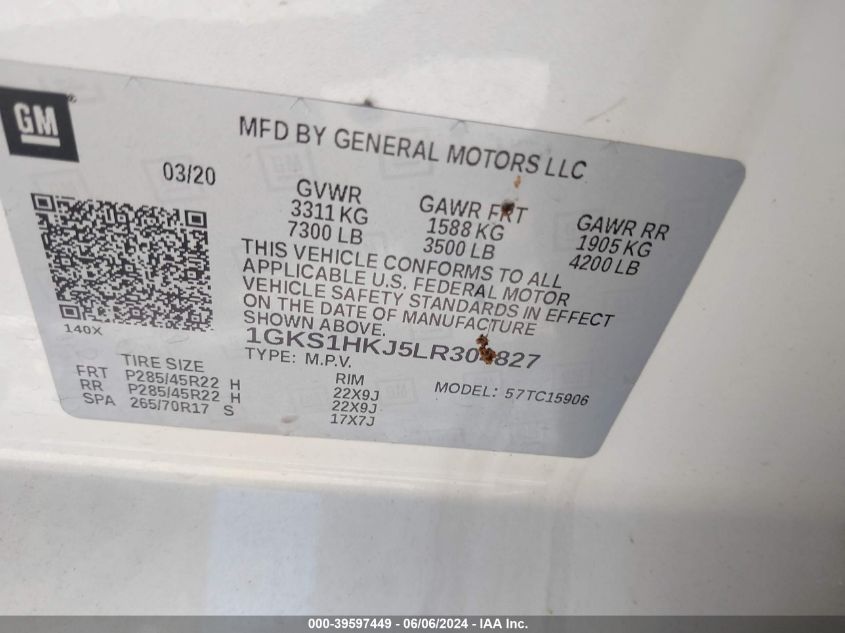 GM
MFD BY GENERAL MOTORS LLC
03/20
GVWR
3311 KG
7300 LB
GAWR FRT
1588 KG
3500 LB
GAWR RR
1905 KG
4200 LB
THIS VEHICLE CONFORMS TO ALL
APPLICABLE U.S. FEDERAL MOTOR
VEHICLE SAFETY STANDARDS IN EFFECT
ON THE DATE OF MANUFACTURE
SHOWN ABOVE.
140X
TYPE: M.P.V.
MODEL: 57TC15906
TIRE SIZE RIM
FRT P285/45R22 H 22X9J
RR P285/45R22 H 22X9J
SPA 265/70R17 S 17X7J
000-39597449 - 06/06/2024 - IAA Inc.